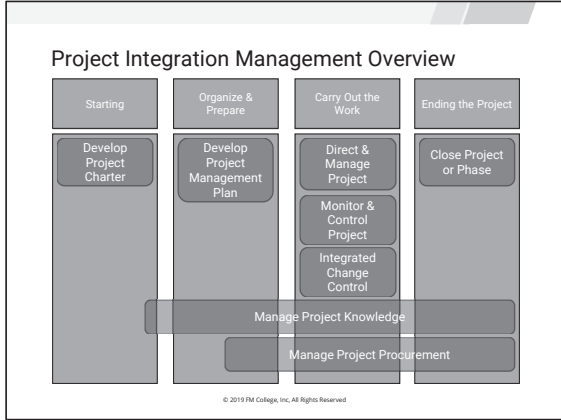 Project Integration Management Overview
Starting
Organize &
Prepare
Carry Out the
Work
Ending the Project
Develop
Project
Charter
Develop
Project
Management
Plan
Direct &
Manage
Project
Monitor &
Control
Project
Integrated
Change
Control
Close Project
or Phase
Manage Project Knowledge
Manage Project Procurement
© 2019 FM College, Inc, All Rights Reserved